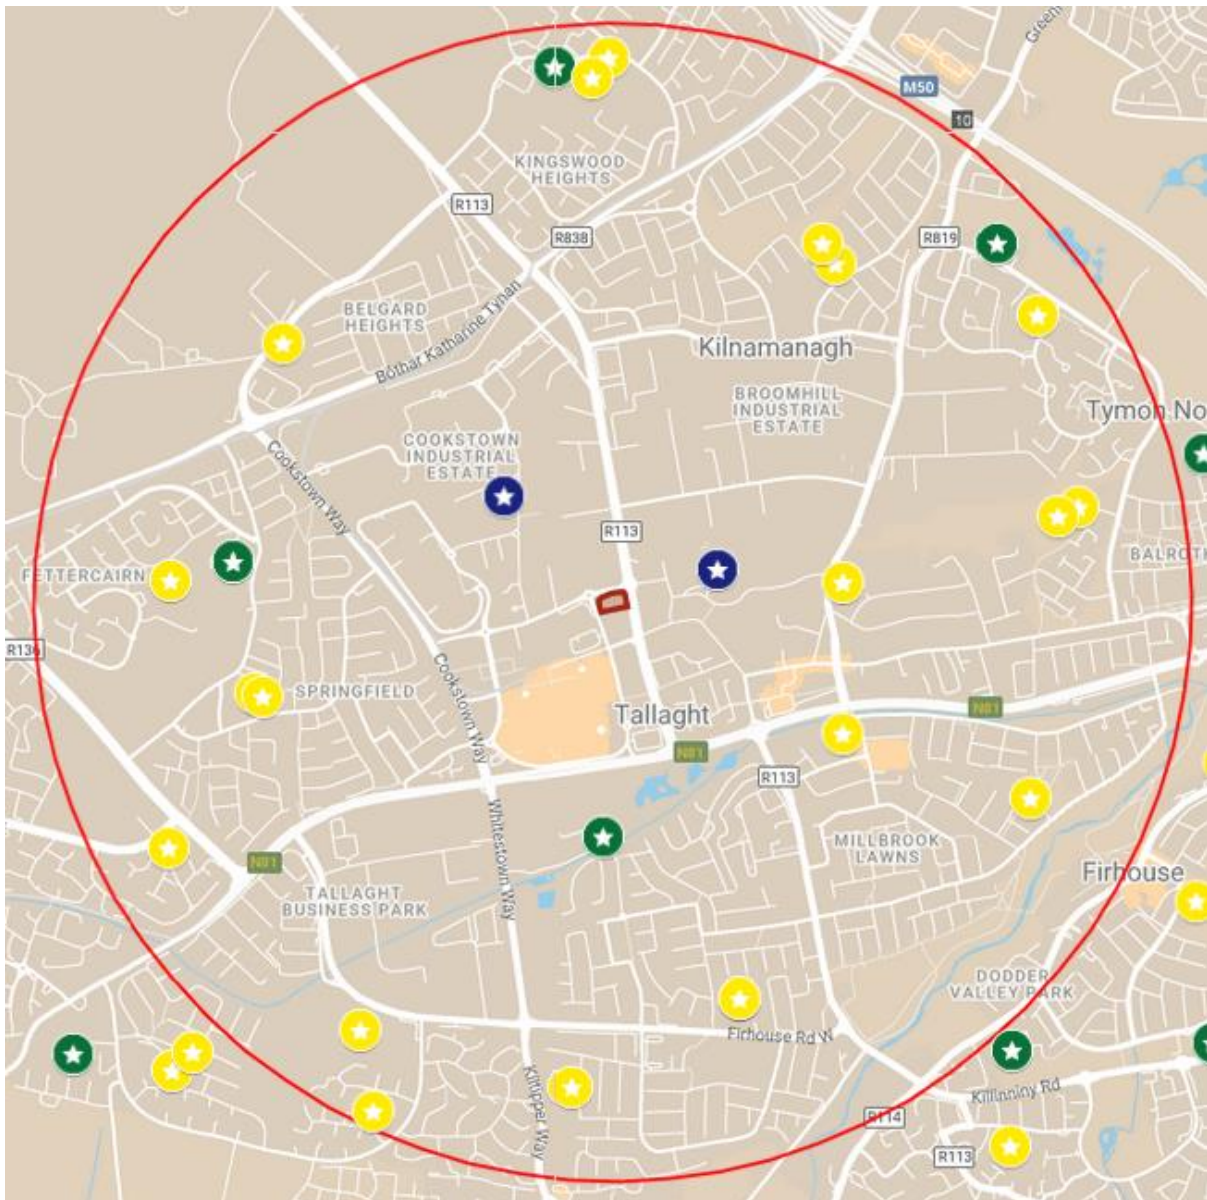 Green
M50
10
KINGSWOOD
HEIGHTS
R113
R838
R819
BELGARD
HEIGHTS
Bóthar Katharine Tynan
Kilnamanagh
BROOMHILL
INDUSTRIAL
ESTATE
Tymon No
COOKSTOWN
INDUSTRIAL
ESTATE
Cookstown Way
R113
BALROTH
FETTERCAIRN
R136
SPRINGFIELD
Cookstown Way
Tallaght
N81
N81
R113
Whitestown Way
MILLBROOK
LAWNS
N81
Firhouse
TALLAGHT
BUSINESS PARK
DODDER
VALLEY PARK
Firhouse Rd W
Kiltipper Way
Killinniny Rd
R114
R113